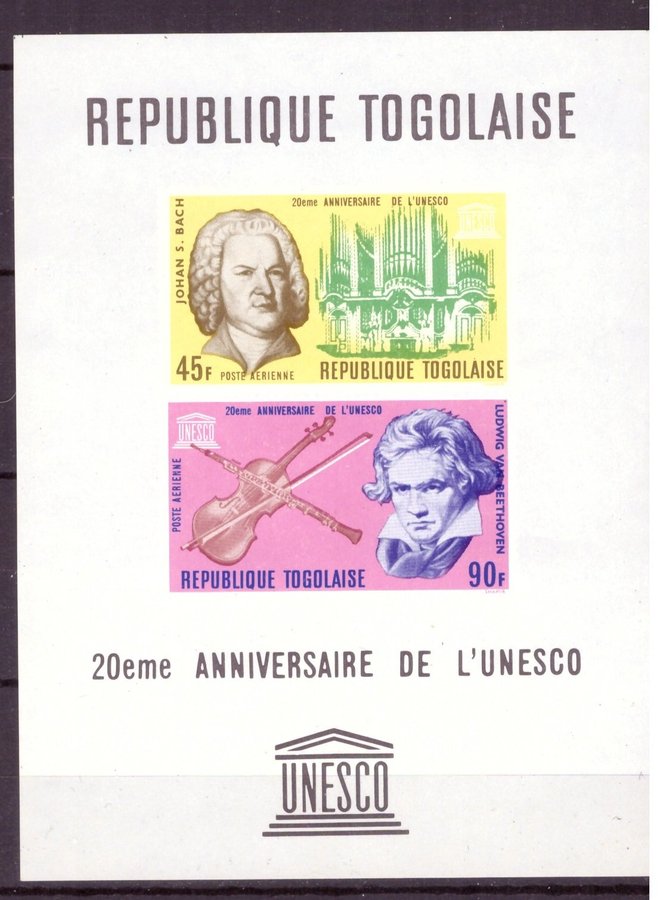 REPUBLIQUE TOGOLAISE
JOHAN S. BACH
20eme ANNIVERSAIRE DE L'UNESCO
45F POSTE AERIENNE
REPUBLIQUE TOGOLAISE
20eme ANNIVERSAIRE DE L'UNESCO
UNESCO
POSTE AERIENNE
LUDWIG VAN BEETHOVEN
REPUBLIQUE TOGOLAISE
90F
20eme ANNIVERSAIRE DE L'UNESCO
UNESCO